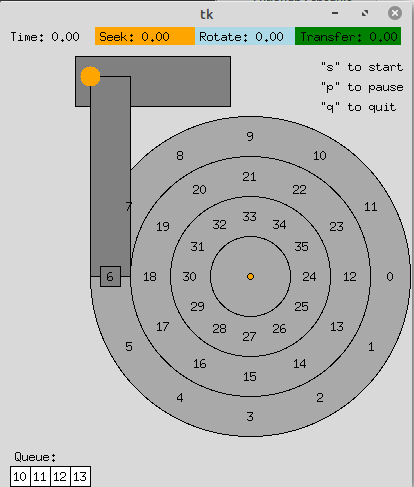 tk
Time: 0.00 Seek: 0.00 Rotate: 0.00 Transfer: 0.00
"s" to start
"p" to pause
"q" to quit
9
8 10
21
20 22
7 11
33
19 32 34 23
31 35
6 18 30 24 12 0
29 25
17 28 26 13
27
5 1
16 14
15
4 2
3
Queue:
10 11 12 13